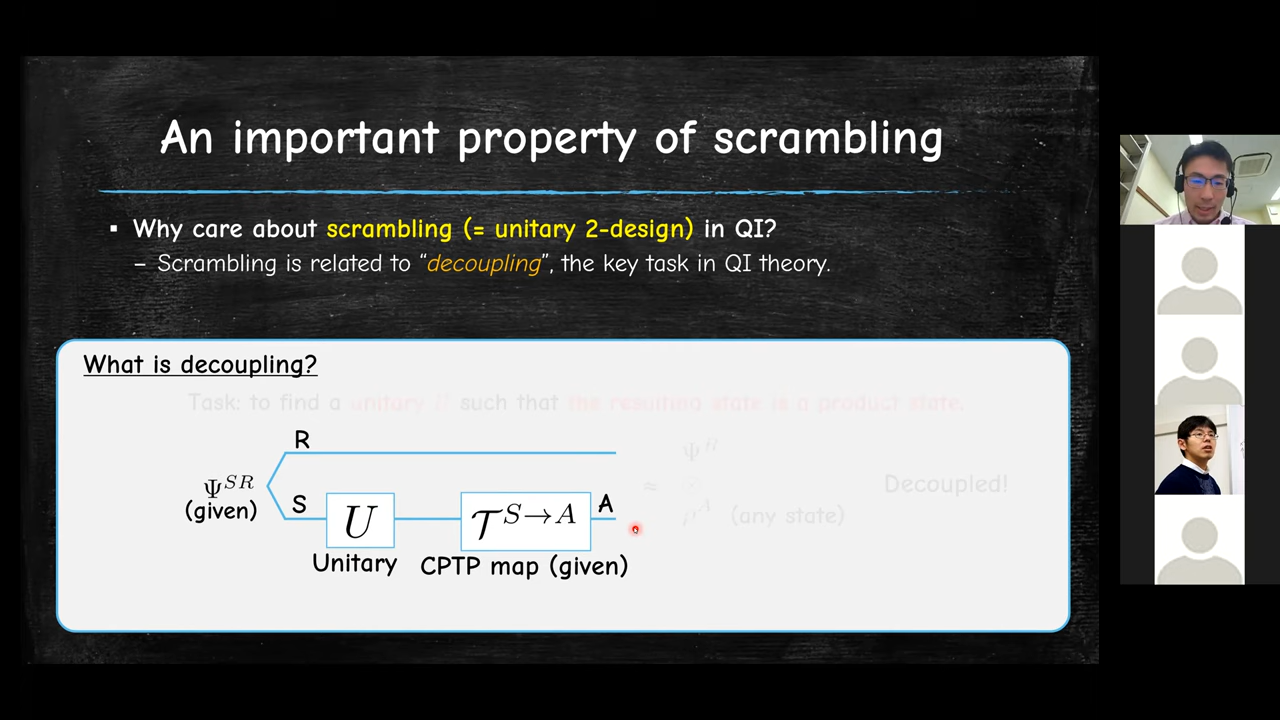 An important property of scrambling
▪ Why care about scrambling (= unitary 2-design) in QI?
– Scrambling is related to “decoupling”, the key task in QI theory.
What is decoupling?
Task: to find a unitary U such that the resulting state is a product state.
R
Ψ^{SR}
(given)
S
U
𝒯^{S→A}
A
Unitary
CPTP map (given)
≈
Ψ^R
⊗
(any state)
Decoupled!